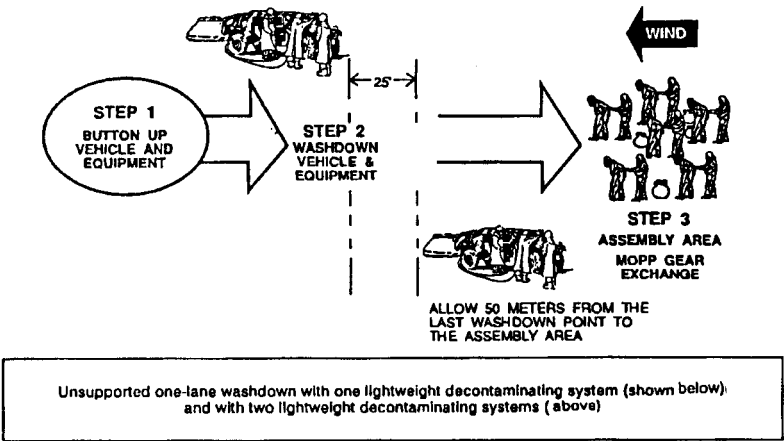 WIND
25'
STEP 1
BUTTON UP
VEHICLE AND
EQUIPMENT
STEP 2
WASHDOWN
VEHICLE &
EQUIPMENT
STEP 3
ASSEMBLY AREA
MOPP GEAR
EXCHANGE
ALLOW 50 METERS FROM THE
LAST WASHDOWN POINT TO
THE ASSEMBLY AREA
Unsupported one-lane washdown with one lightweight decontaminating system (shown below)
and with two lightweight decontaminating systems ( above)